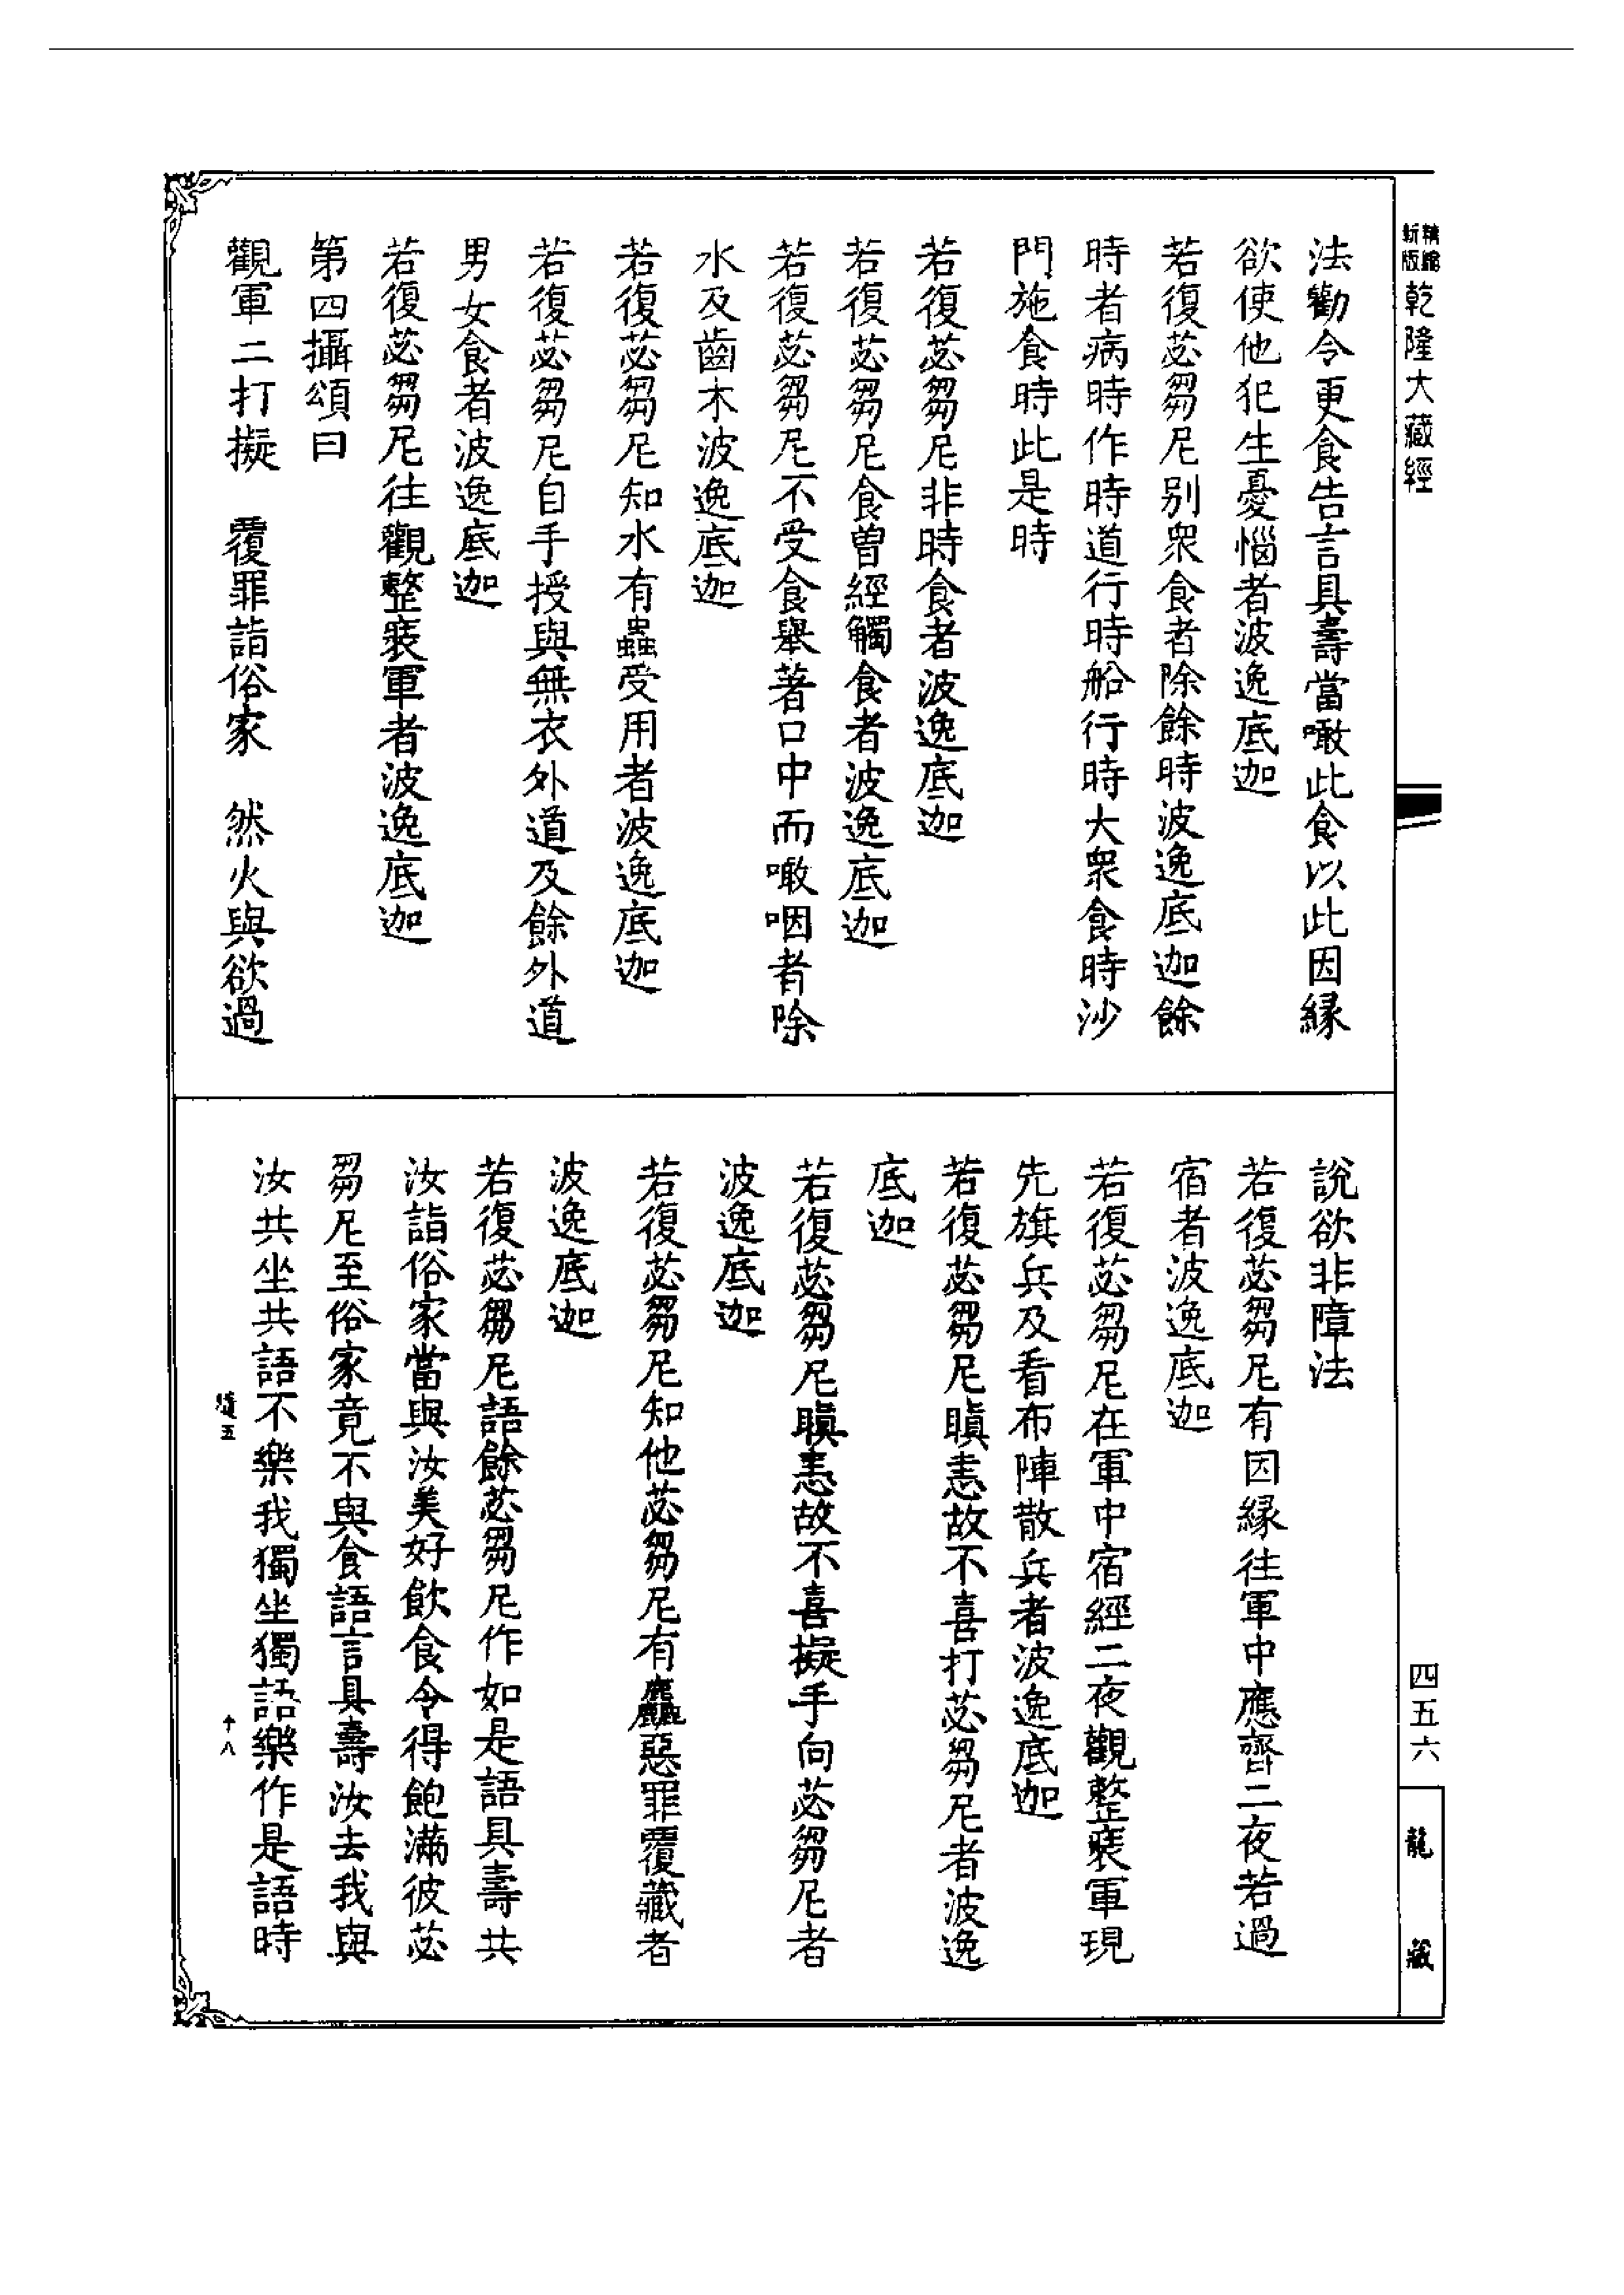 精縮
新版
乾隆大藏經
法勸令更食告言具壽當噉此食以此因緣
欲使他犯生憂惱者波逸底迦
若復苾芻尼别衆食者除餘時波逸底迦餘
時者病時作時道行時船行時大衆食時沙
門施食時此是時
若復苾芻尼非時食者波逸底迦
若復苾芻尼食曾經觸食者波逸底迦
若復苾芻尼不受食舉著口中而噉咽者除
水及齒木波逸底迦
若復苾芻尼知水有蟲受用者波逸底迦
若復苾芻尼自手授與無衣外道及餘外道
男女食者波逸底迦
若復苾芻尼往觀整裝軍者波逸底迦
第四攝頌曰
觀軍二打擬　覆罪詣俗家　然火與欲過
說欲非障法
若復苾芻尼有因緣往軍中應齊二夜若過
宿者波逸底迦
若復苾芻尼在軍中宿經二夜觀整裝軍現
先旗兵及看布陣散兵者波逸底迦
若復苾芻尼瞋恚故不喜打苾芻尼者波逸
底迦
若復苾芻尼瞋恚故不喜擬手向苾芻尼者
波逸底迦
若復苾芻尼知他苾芻尼有麤惡罪覆藏者
波逸底迦
若復苾芻尼語餘苾芻尼作如是語具壽共
汝詣俗家當與汝美好飲食令得飽滿彼苾
芻尼至俗家竟不與食語言具壽汝去我與
汝共坐共語不樂我獨坐獨語樂作是語時
五
十八
四五六
龍藏